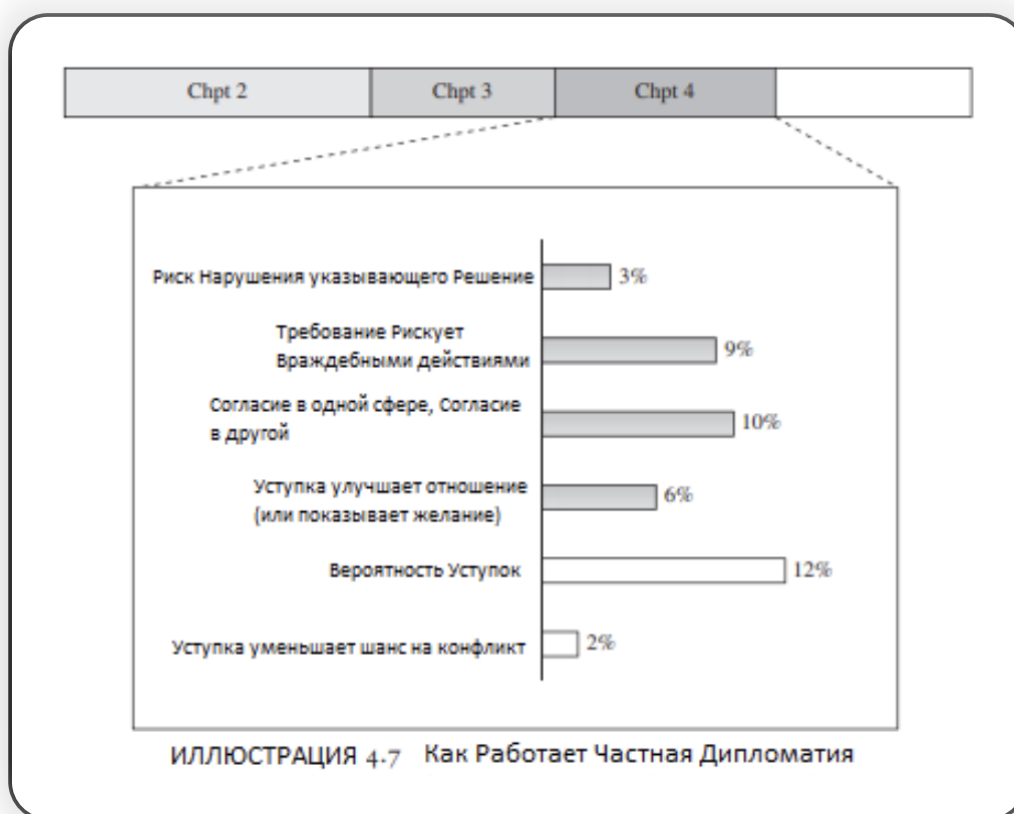 Chpt 2 Chpt 3 Chpt 4
Риск Нарушения указывающего Решение 3%
Требование Рискует
Враждебными действиями 9%
Согласие в одной сфере, Согласие
в другой 10%
Уступка улучшает отношение 6%
(или показывает желание)
Вероятность Уступок 12%
Уступка уменьшает шанс на конфликт 2%
ИЛЛЮСТРАЦИЯ 4.7 Как Работает Частная Дипломатия